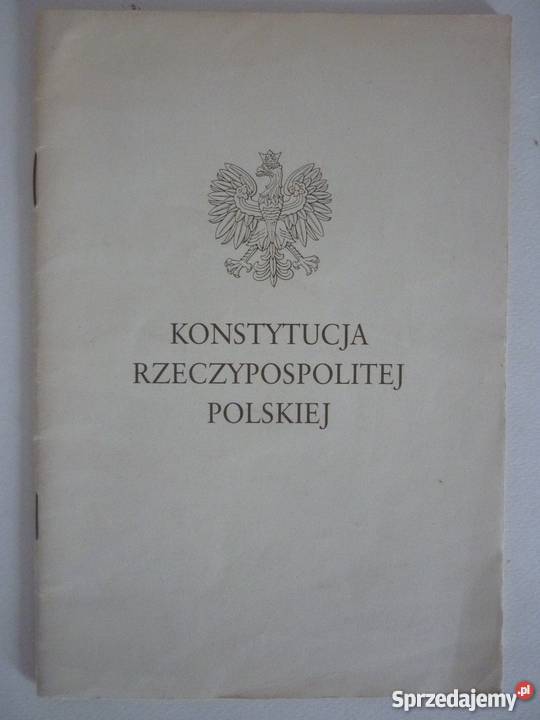 KONSTYTUCJA
RZECZYPOSPOLITEJ
POLSKIEJ
Sprzedajemy.pl